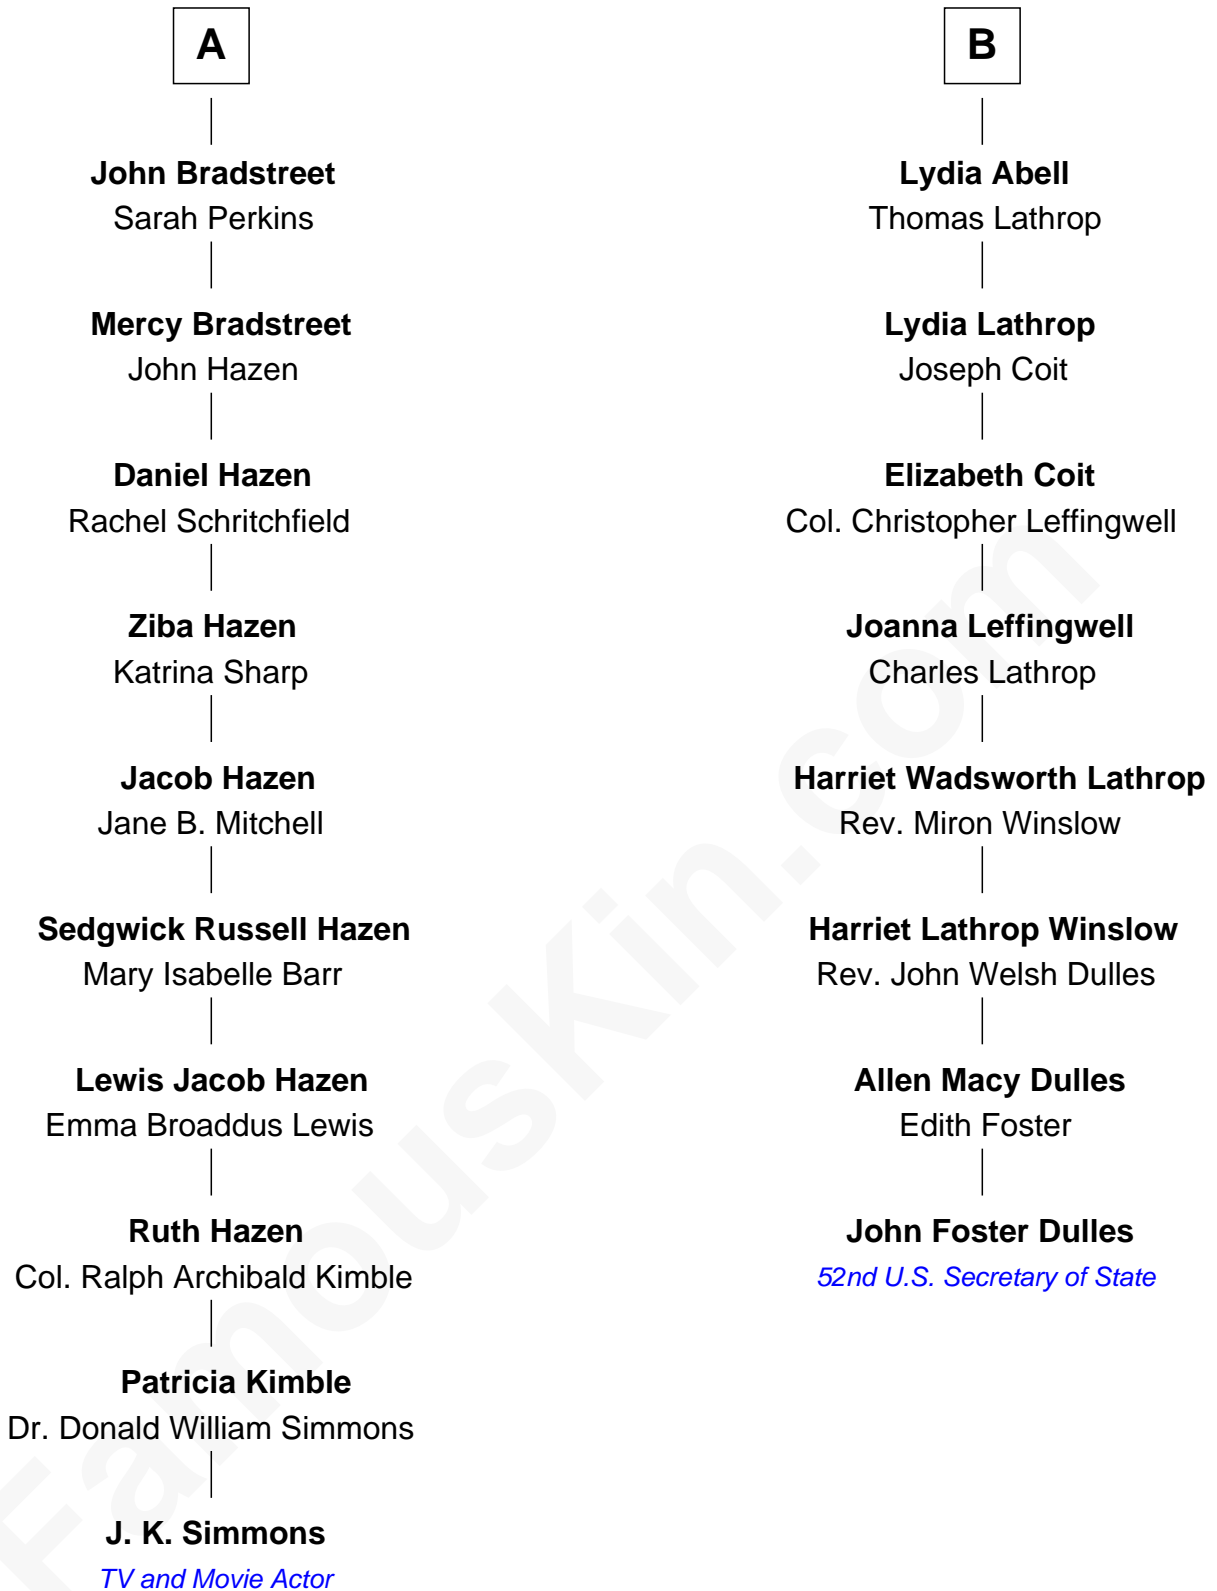 A
John Bradstreet
Sarah Perkins
Mercy Bradstreet
John Hazen
Daniel Hazen
Rachel Schritchfield
Ziba Hazen
Katrina Sharp
Jacob Hazen
Jane B. Mitchell
Sedgwick Russell Hazen
Mary Isabelle Barr
Lewis Jacob Hazen
Emma Broaddus Lewis
Ruth Hazen
Col. Ralph Archibald Kimble
Patricia Kimble
Dr. Donald William Simmons
J. K. Simmons
TV and Movie Actor
B
Lydia Abell
Thomas Lathrop
Lydia Lathrop
Joseph Coit
Elizabeth Coit
Col. Christopher Leffingwell
Joanna Leffingwell
Charles Lathrop
Harriet Wadsworth Lathrop
Rev. Miron Winslow
Harriet Lathrop Winslow
Rev. John Welsh Dulles
Allen Macy Dulles
Edith Foster
John Foster Dulles
52nd U.S. Secretary of State
FamousKin.com